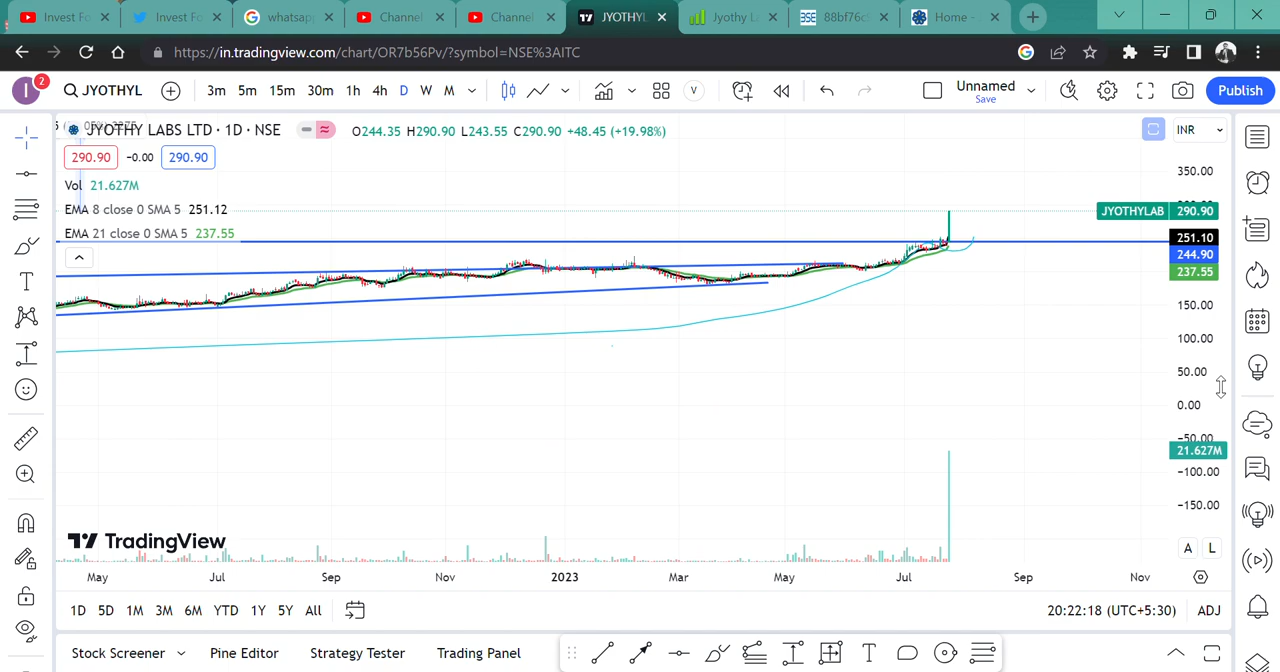 Invest Fo
Invest Fo
whatsap
Channel
Channel
JYOTHYL
Jyothy L
88bf76c
Home -
https://in.tradingview.com/chart/OR7b56Pv/?symbol=NSE%3AITC
I 2 JYOTHYL 3m 5m 15m 30m 1h 4h D W M V Unnamed Save Publish
JYOTHY LABS LTD · 1D · NSE O244.35 H290.90 L243.55 C290.90 +48.45 (+19.98%) INR
290.90 -0.00 290.90
Vol 21.627M
EMA 8 close 0 SMA 5 251.12
EMA 21 close 0 SMA 5 237.55
350.00
JYOTHYLAB 290.90
251.10
244.90
237.55
150.00
100.00
50.00
0.00
-50.00
21.627M
-100.00
-150.00
TradingView
A L
May Jul Sep Nov 2023 Mar May Jul Sep Nov
1D 5D 1M 3M 6M YTD 1Y 5Y All 20:22:18 (UTC+5:30) ADJ
Stock Screener Pine Editor Strategy Tester Trading Panel